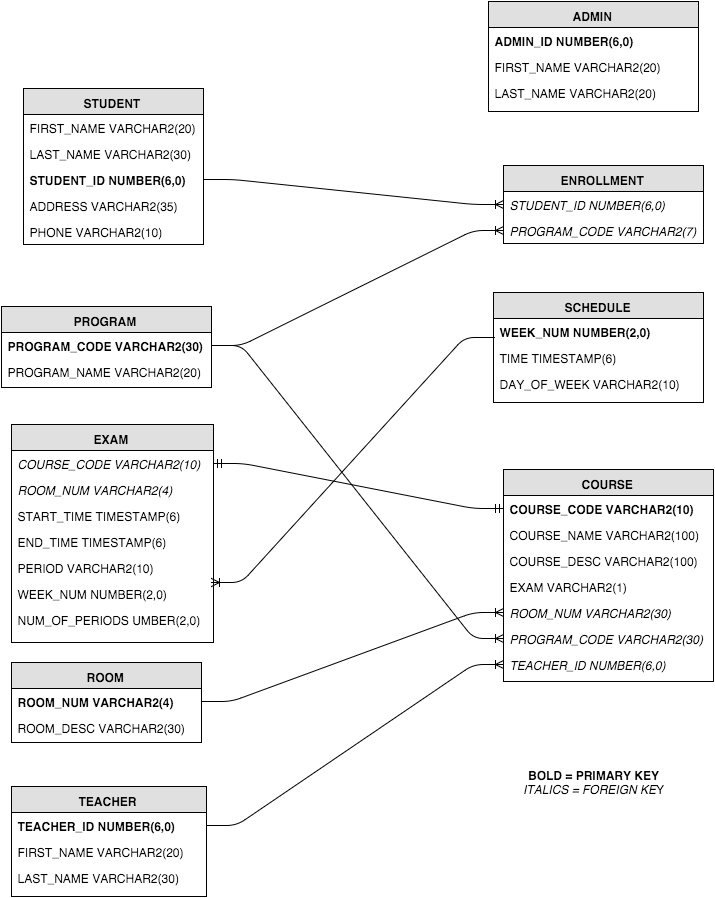 ADMIN
ADMIN_ID NUMBER(6,0)
FIRST_NAME VARCHAR2(20)
LAST_NAME VARCHAR2(20)
STUDENT
FIRST_NAME VARCHAR2(20)
LAST_NAME VARCHAR2(30)
STUDENT_ID NUMBER(6,0)
ADDRESS VARCHAR2(35)
PHONE VARCHAR2(10)
ENROLLMENT
STUDENT_ID NUMBER(6,0)
PROGRAM_CODE VARCHAR2(7)
PROGRAM
PROGRAM_CODE VARCHAR2(30)
PROGRAM_NAME VARCHAR2(20)
SCHEDULE
WEEK_NUM NUMBER(2,0)
TIME TIMESTAMP(6)
DAY_OF_WEEK VARCHAR2(10)
EXAM
COURSE_CODE VARCHAR2(10)
ROOM_NUM VARCHAR2(4)
START_TIME TIMESTAMP(6)
END_TIME TIMESTAMP(6)
PERIOD VARCHAR2(10)
WEEK_NUM NUMBER(2,0)
NUM_OF_PERIODS UMBER(2,0)
COURSE
COURSE_CODE VARCHAR2(10)
COURSE_NAME VARCHAR2(100)
COURSE_DESC VARCHAR2(100)
EXAM VARCHAR2(1)
ROOM_NUM VARCHAR2(30)
PROGRAM_CODE VARCHAR2(30)
TEACHER_ID NUMBER(6,0)
ROOM
ROOM_NUM VARCHAR2(4)
ROOM_DESC VARCHAR2(30)
TEACHER
TEACHER_ID NUMBER(6,0)
FIRST_NAME VARCHAR2(20)
LAST_NAME VARCHAR2(30)
BOLD = PRIMARY KEY
ITALICS = FOREIGN KEY